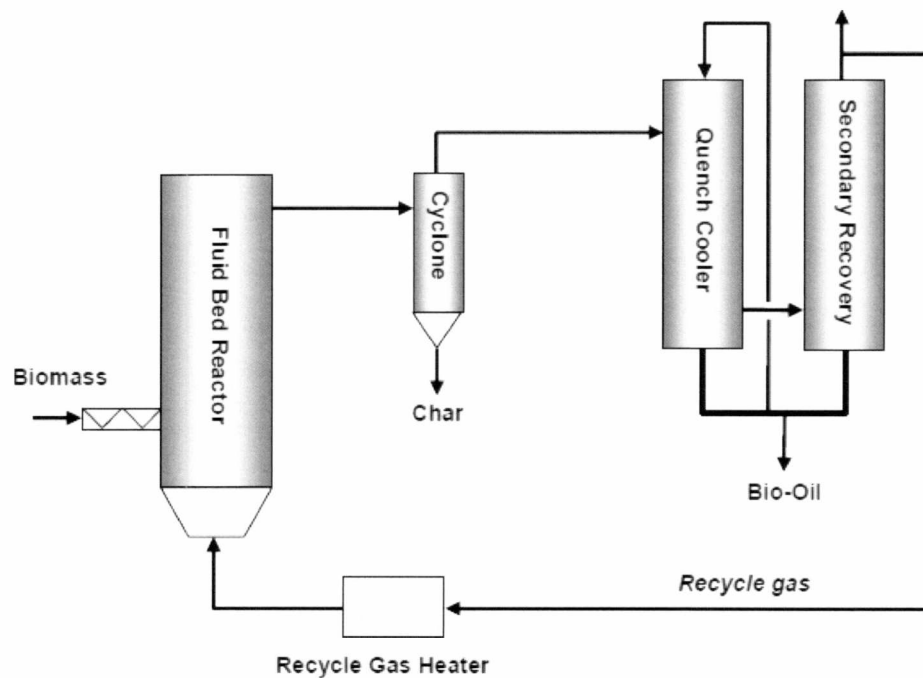 Biomass
Fluid Bed Reactor
Cyclone
Char
Quench Cooler
Secondary Recovery
Bio-Oil
Recycle gas
Recycle Gas Heater